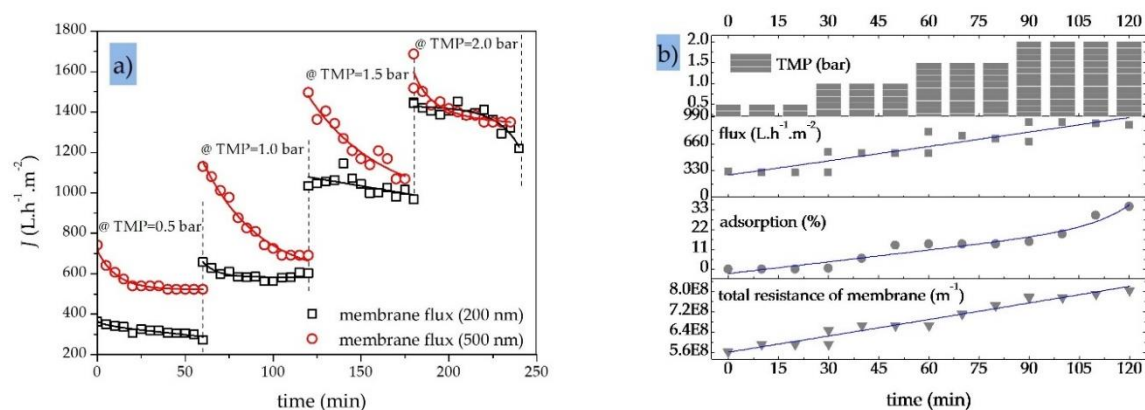 a)
1800
1600
1400
1200
1000
800
600
400
200
J (L.h⁻¹.m⁻²)
@ TMP=0.5 bar
@ TMP=1.0 bar
@ TMP=1.5 bar
@ TMP=2.0 bar
membrane flux (200 nm)
membrane flux (500 nm)
0 50 100 150 200 250
time (min)
b)
0 15 30 45 60 75 90 105 120
2.0
1.5
1.0
0.5
TMP (bar)
990
660
330
0
flux (L.h⁻¹.m⁻²)
33
22
11
0
adsorption (%)
8.0E8
7.2E8
6.4E8
5.6E8
total resistance of membrane (m⁻¹)
0 15 30 45 60 75 90 105 120
time (min)